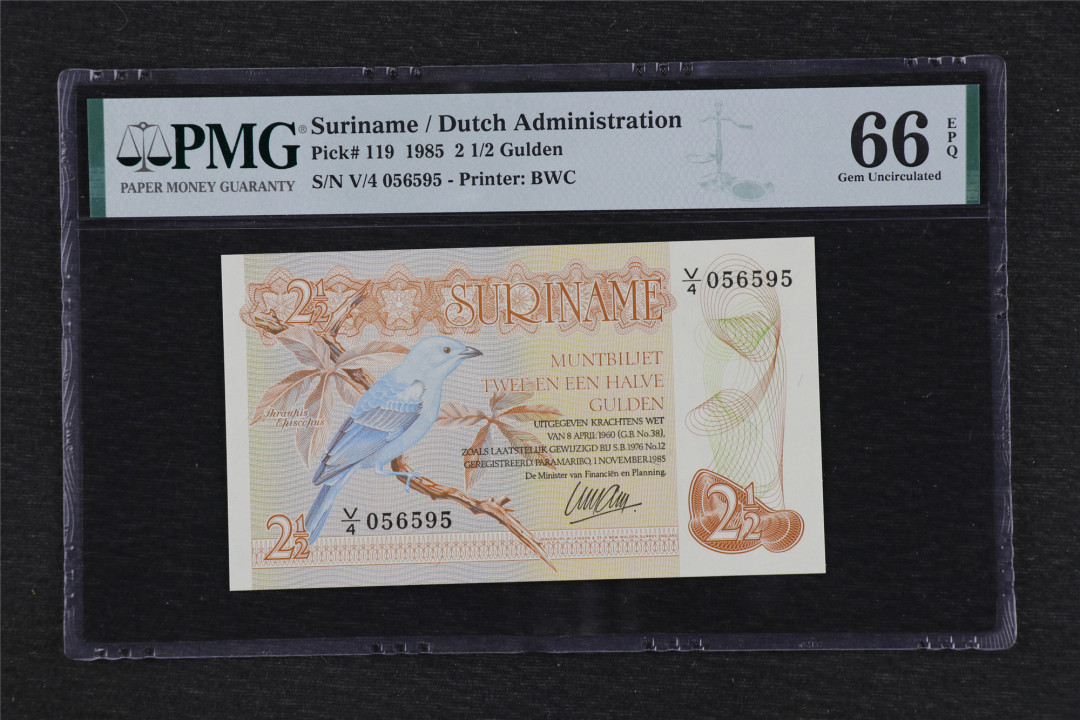 PMG®
PAPER MONEY GUARANTY
Suriname / Dutch Administration
Pick# 119 1985 2 1/2 Gulden
S/N V/4 056595 - Printer: BWC
66 EPQ
Gem Uncirculated
2½
SURINAME
V/4 056595
MUNTBILJET
TWEE EN EEN HALVE
GULDEN
Thraupis
Episcopus
UITGEGEVEN KRACHTENS WET
VAN 8 APRIL 1960 (G.B. No.38),
ZOALS LAATSTELIJK GEWIJZIGD BIJ S.B. 1976 No.12
GEREGISTREERD, PARAMARIBO, 1 NOVEMBER 1985
De Minister van Financiën en Planning,
V/4 056595
2½
2½